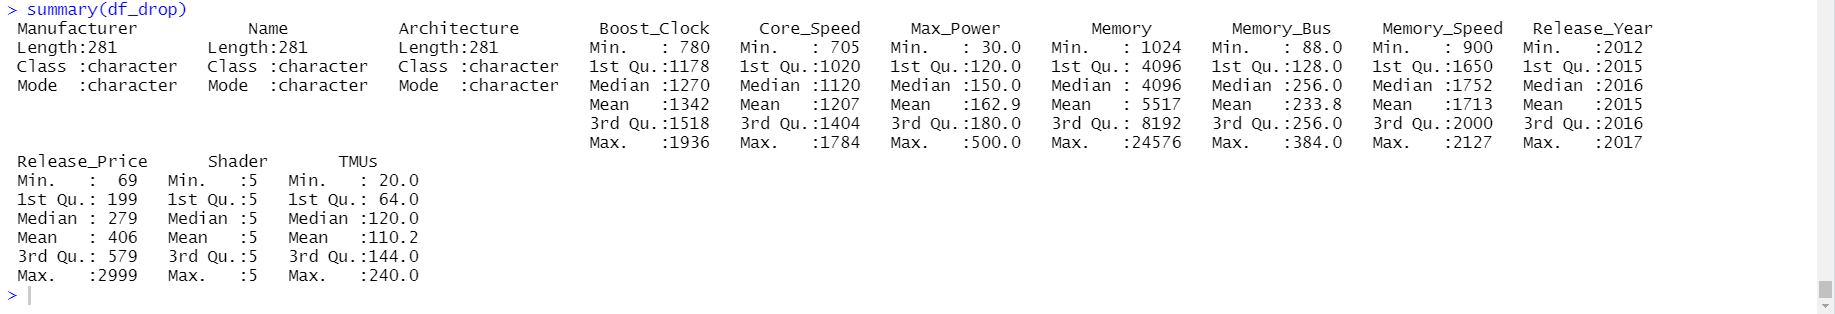 > summary(df_drop)
 Manufacturer           Name           Architecture        Boost_Clock     Core_Speed     Max_Power         Memory        Memory_Bus     Memory_Speed   Release_Year 
 Length:281         Length:281         Length:281         Min.   : 780   Min.   : 705   Min.   : 30.0   Min.   : 1024   Min.   : 88.0   Min.   : 900   Min.   :2012  
 Class :character   Class :character   Class :character   1st Qu.:1178   1st Qu.:1020   1st Qu.:120.0   1st Qu.: 4096   1st Qu.:128.0   1st Qu.:1650   1st Qu.:2015  
 Mode  :character   Mode  :character   Mode  :character   Median :1270   Median :1120   Median :150.0   Median : 4096   Median :256.0   Median :1752   Median :2016  
                                                          Mean   :1342   Mean   :1207   Mean   :162.9   Mean   : 5517   Mean   :233.8   Mean   :1713   Mean   :2015  
                                                          3rd Qu.:1518   3rd Qu.:1404   3rd Qu.:180.0   3rd Qu.: 8192   3rd Qu.:256.0   3rd Qu.:2000   3rd Qu.:2016  
                                                          Max.   :1936   Max.   :1784   Max.   :500.0   Max.   :24576   Max.   :384.0   Max.   :2127   Max.   :2017  
 Release_Price      Shader       TMUs      
 Min.   :  69   Min.   :5   Min.   : 20.0  
 1st Qu.: 199   1st Qu.:5   1st Qu.: 64.0  
 Median : 279   Median :5   Median :120.0  
 Mean   : 406   Mean   :5   Mean   :110.2  
 3rd Qu.: 579   3rd Qu.:5   3rd Qu.:144.0  
 Max.   :2999   Max.   :5   Max.   :240.0  
>